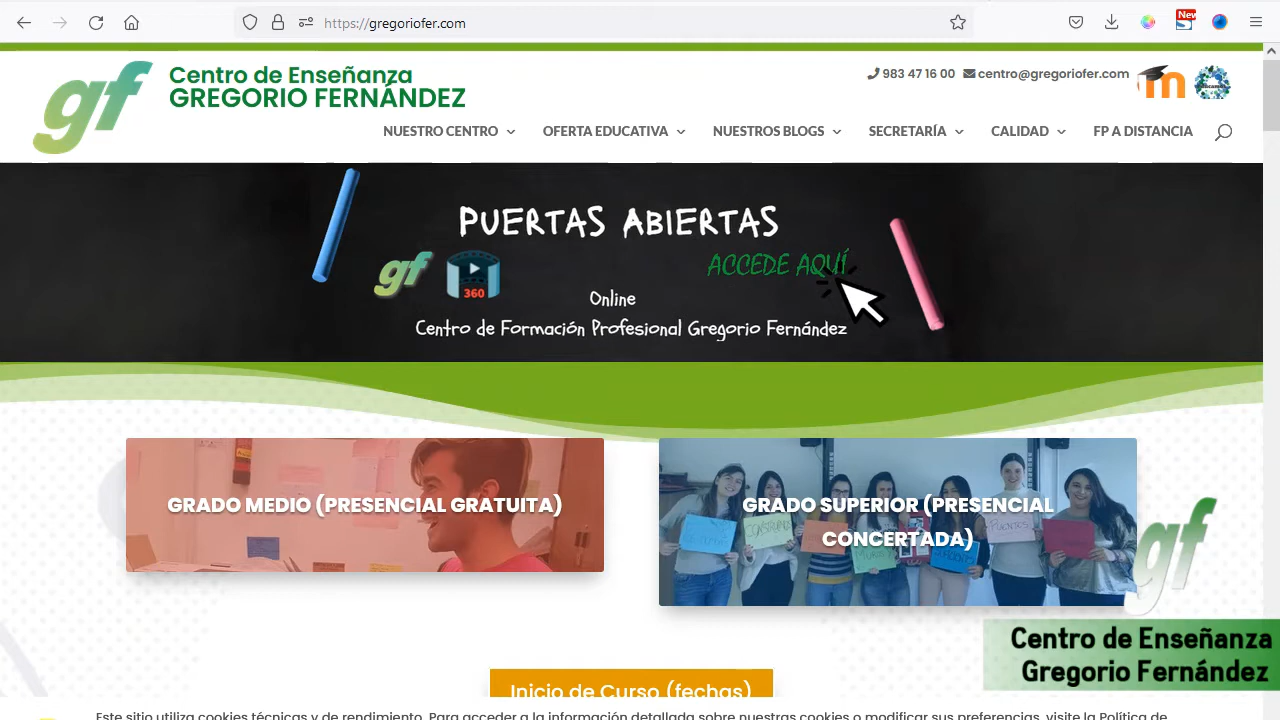 https://gregoriofer.com
New
gf
Centro de Enseñanza
GREGORIO FERNÁNDEZ
983 47 16 00
centro@gregoriofer.com
NUESTRO CENTRO
OFERTA EDUCATIVA
NUESTROS BLOGS
SECRETARÍA
CALIDAD
FP A DISTANCIA
PUERTAS ABIERTAS
ACCEDE AQUÍ
gf
360
Online
Centro de Formación Profesional Gregorio Fernández
GRADO MEDIO (PRESENCIAL GRATUITA)
GRADO SUPERIOR (PRESENCIAL
CONCERTADA)
gf
Centro de Enseñanza
Gregorio Fernández
Inicio de Curso (fechas)
Este sitio utiliza cookies técnicas y de rendimiento. Para acceder a la información detallada sobre nuestras cookies o modificar sus preferencias, visite la Política de